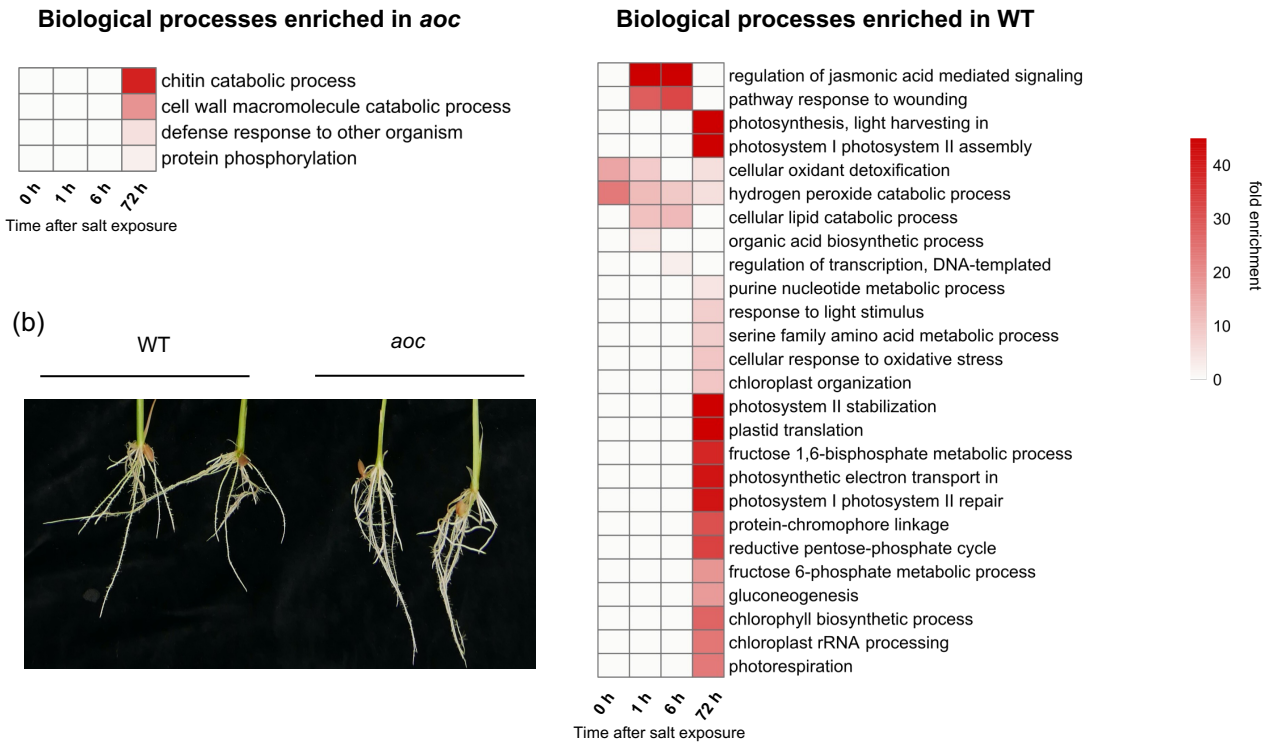 Biological processes enriched in aoc
chitin catabolic process
cell wall macromolecule catabolic process
defense response to other organism
protein phosphorylation
0 h
1 h
6 h
72 h
Time after salt exposure
(b)
WT
aoc
Biological processes enriched in WT
regulation of jasmonic acid mediated signaling
pathway response to wounding
photosynthesis, light harvesting in
photosystem I photosystem II assembly
cellular oxidant detoxification
hydrogen peroxide catabolic process
cellular lipid catabolic process
organic acid biosynthetic process
regulation of transcription, DNA-templated
purine nucleotide metabolic process
response to light stimulus
serine family amino acid metabolic process
cellular response to oxidative stress
chloroplast organization
photosystem II stabilization
plastid translation
fructose 1,6-bisphosphate metabolic process
photosynthetic electron transport in
photosystem I photosystem II repair
protein-chromophore linkage
reductive pentose-phosphate cycle
fructose 6-phosphate metabolic process
gluconeogenesis
chlorophyll biosynthetic process
chloroplast rRNA processing
photorespiration
0 h
1 h
6 h
72 h
Time after salt exposure
40
30
20
10
0
fold enrichment